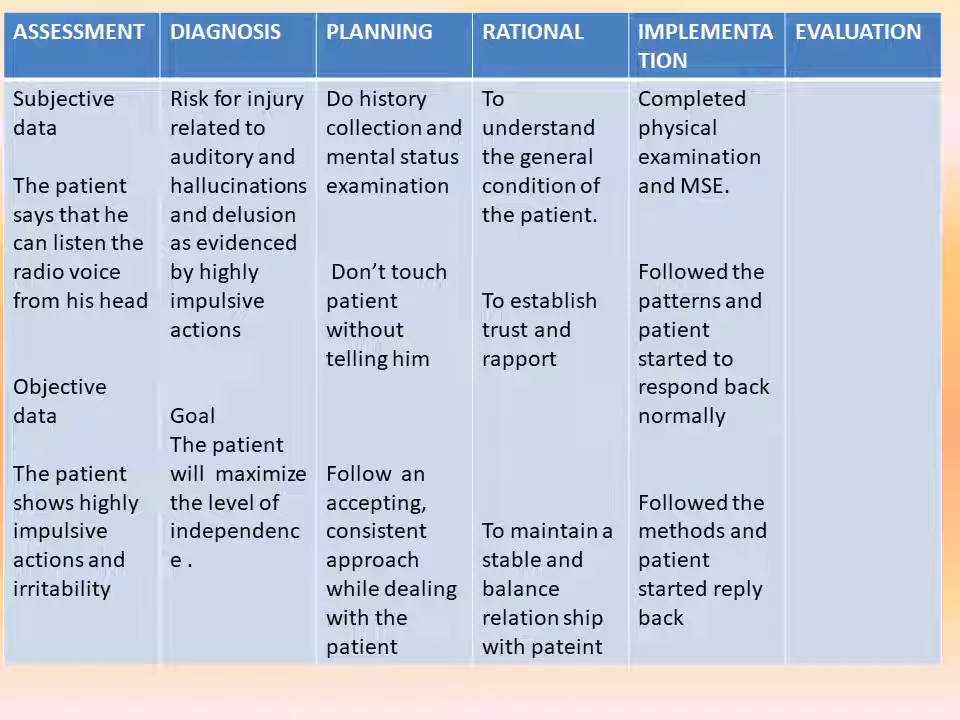 ASSESSMENT
DIAGNOSIS
PLANNING
RATIONAL
IMPLEMENTA
TION
EVALUATION
Subjective
data
The patient
says that he
can listen the
radio voice
from his head
Objective
data
The patient
shows highly
impulsive
actions and
irritability
Risk for injury
related to
auditory and
hallucinations
and delusion
as evidenced
by highly
impulsive
actions
Goal
The patient
will maximize
the level of
independenc
e .
Do history
collection and
mental status
examination
Don’t touch
patient
without
telling him
Follow an
accepting,
consistent
approach
while dealing
with the
patient
To
understand
the general
condition of
the patient.
To establish
trust and
rapport
To maintain a
stable and
balance
relation ship
with pateint
Completed
physical
examination
and MSE.
Followed the
patterns and
patient
started to
respond back
normally
Followed the
methods and
patient
started reply
back